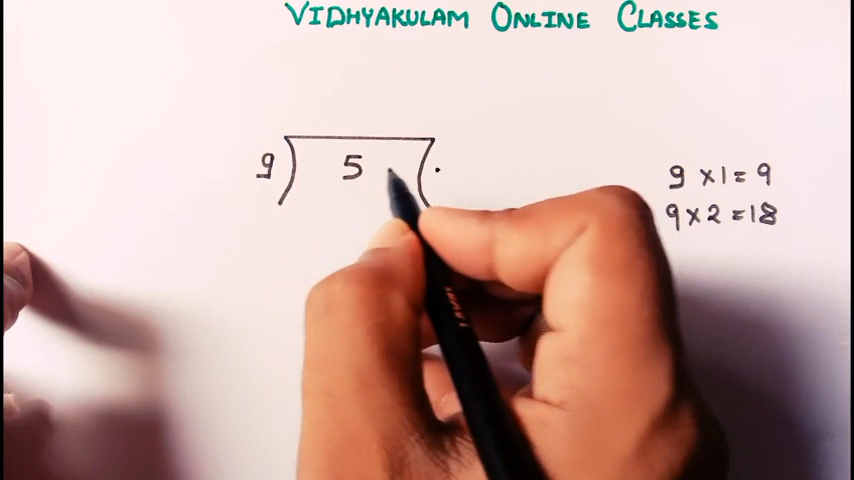 VIDHYAKULAM ONLINE CLASSES
9) 5 ( .
9 × 1 = 9
9 × 2 = 18